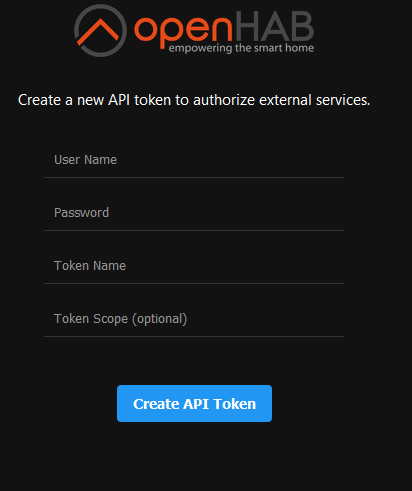 openHAB
empowering the smart home
Create a new API token to authorize external services.
User Name
Password
Token Name
Token Scope (optional)
Create API Token